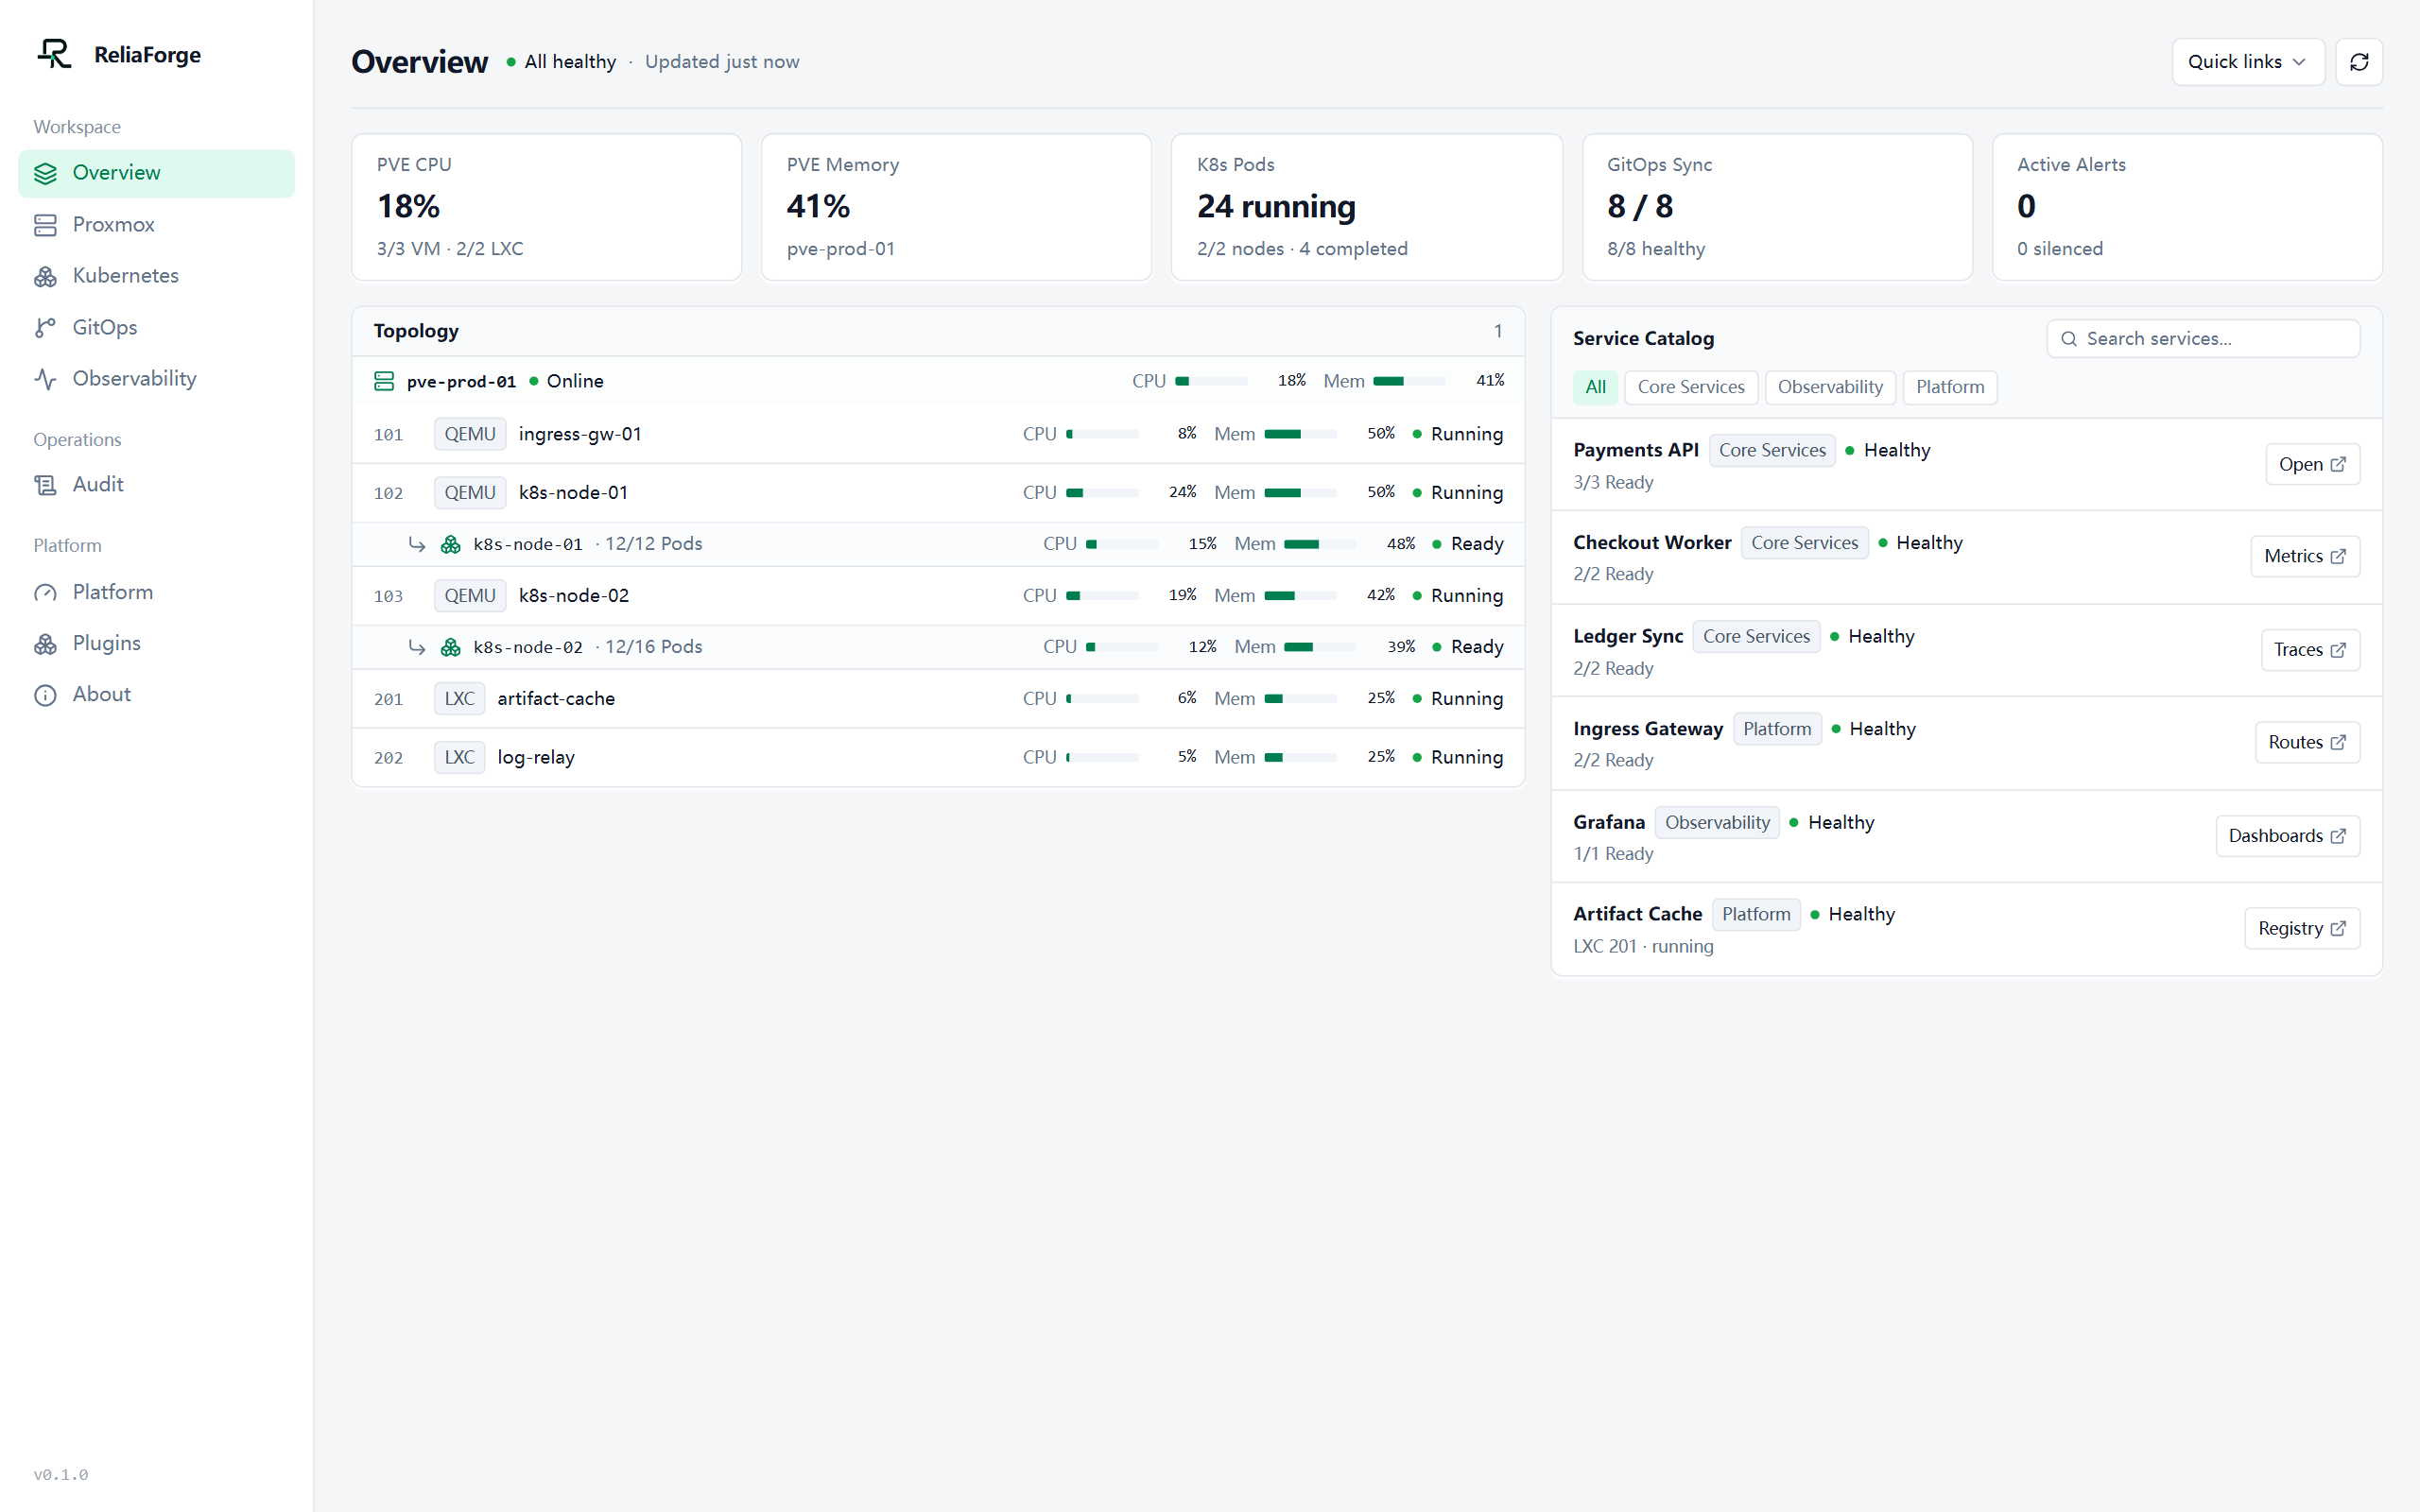 ReliaForge
Workspace
Overview
Proxmox
Kubernetes
GitOps
Observability
Operations
Audit
Platform
Platform
Plugins
About
v0.1.0
Overview All healthy · Updated just now
Quick links
PVE CPU
18%
3/3 VM · 2/2 LXC
PVE Memory
41%
pve-prod-01
K8s Pods
24 running
2/2 nodes · 4 completed
GitOps Sync
8 / 8
8/8 healthy
Active Alerts
0
0 silenced
Topology 1
pve-prod-01 Online CPU 18% Mem 41%
101 QEMU ingress-gw-01 CPU 8% Mem 50% Running
102 QEMU k8s-node-01 CPU 24% Mem 50% Running
k8s-node-01 · 12/12 Pods CPU 15% Mem 48% Ready
103 QEMU k8s-node-02 CPU 19% Mem 42% Running
k8s-node-02 · 12/16 Pods CPU 12% Mem 39% Ready
201 LXC artifact-cache CPU 6% Mem 25% Running
202 LXC log-relay CPU 5% Mem 25% Running
Service Catalog
Search services...
All Core Services Observability Platform
Payments API Core Services Healthy
3/3 Ready
Open
Checkout Worker Core Services Healthy
2/2 Ready
Metrics
Ledger Sync Core Services Healthy
2/2 Ready
Traces
Ingress Gateway Platform Healthy
2/2 Ready
Routes
Grafana Observability Healthy
1/1 Ready
Dashboards
Artifact Cache Platform Healthy
LXC 201 · running
Registry